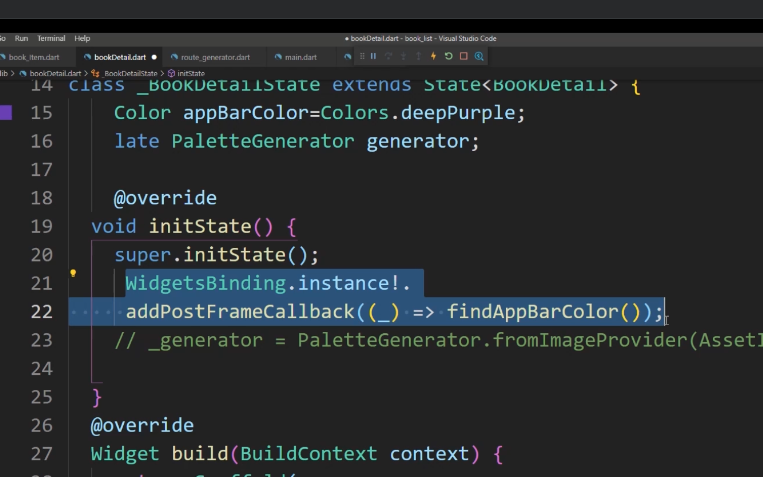 Go Run Terminal Help
● bookDetail.dart - book_list - Visual Studio Code
book_item.dart bookDetail.dart ● route_generator.dart main.dart
lib > bookDetail.dart > _BookDetailState > initState
14 class _BookDetailState extends State<BookDetail> {
15 Color appBarColor=Colors.deepPurple;
16 late PaletteGenerator generator;
17
18 @override
19 void initState() {
20 super.initState();
21 WidgetsBinding.instance!.
22 addPostFrameCallback((_) => findAppBarColor());
23 // _generator = PaletteGenerator.fromImageProvider(AssetI
24
25 }
26 @override
27 Widget build(BuildContext context) {